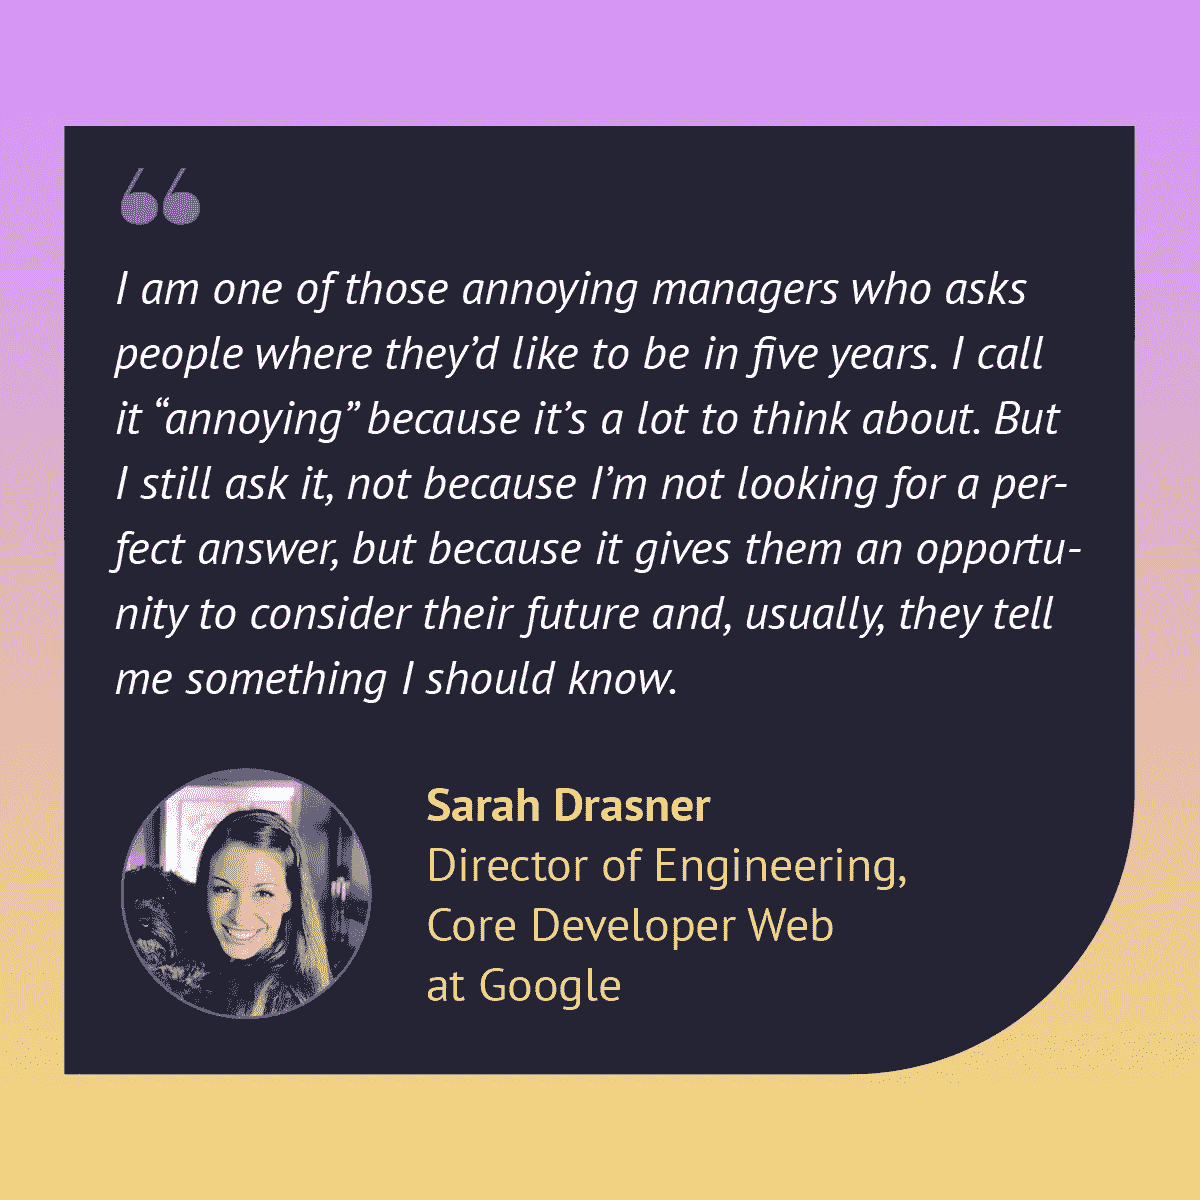 “
I am one of those annoying managers who asks
people where they’d like to be in five years. I call
it “annoying” because it’s a lot to think about. But
I still ask it, not because I’m not looking for a per-
fect answer, but because it gives them an opportu-
nity to consider their future and, usually, they tell
me something I should know.
Sarah Drasner
Director of Engineering,
Core Developer Web
at Google